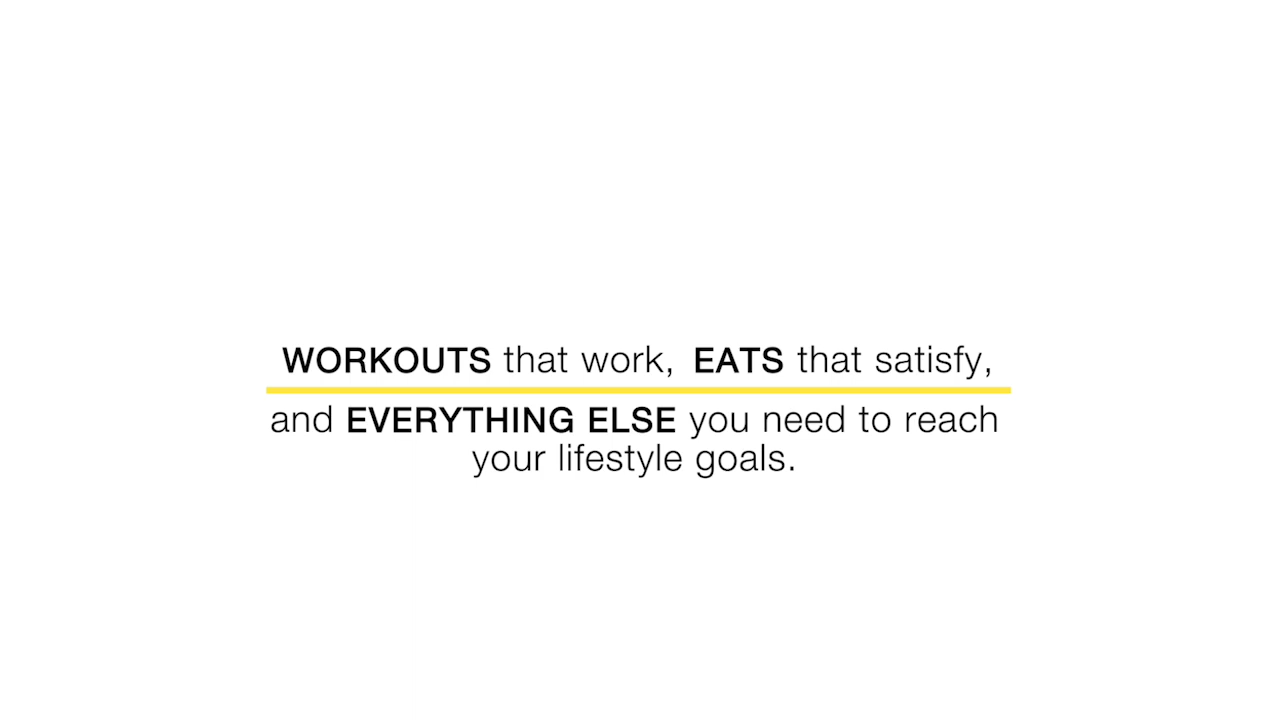 WORKOUTS that work, EATS that satisfy,
and EVERYTHING ELSE you need to reach
your lifestyle goals.